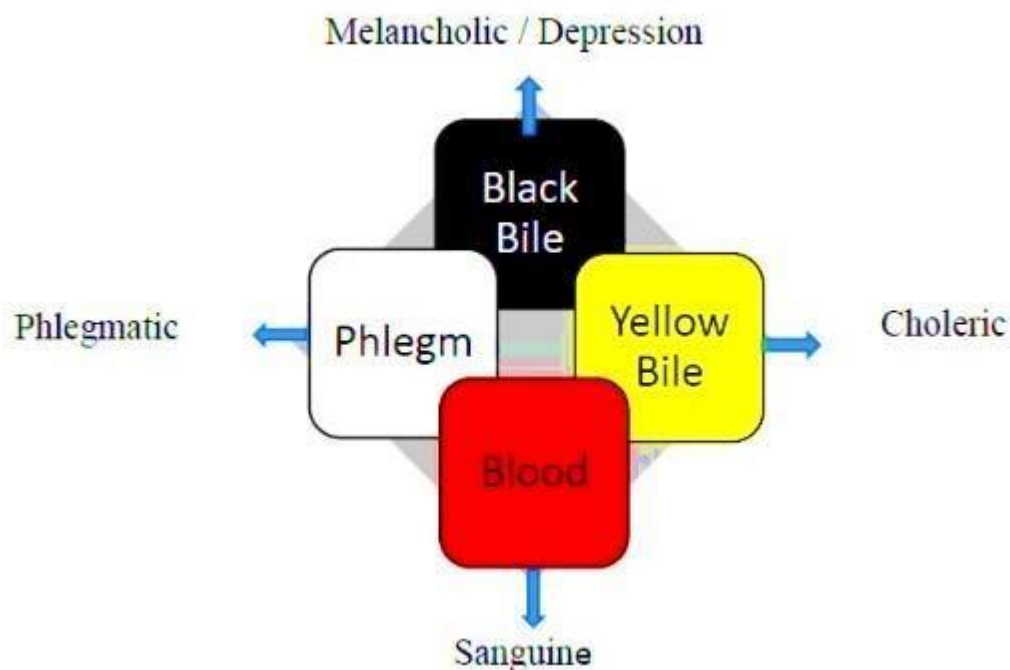 Melancholic / Depression
Black
Bile
Phlegmatic
Phlegm
Yellow
Bile
Choleric
Blood
Sanguine